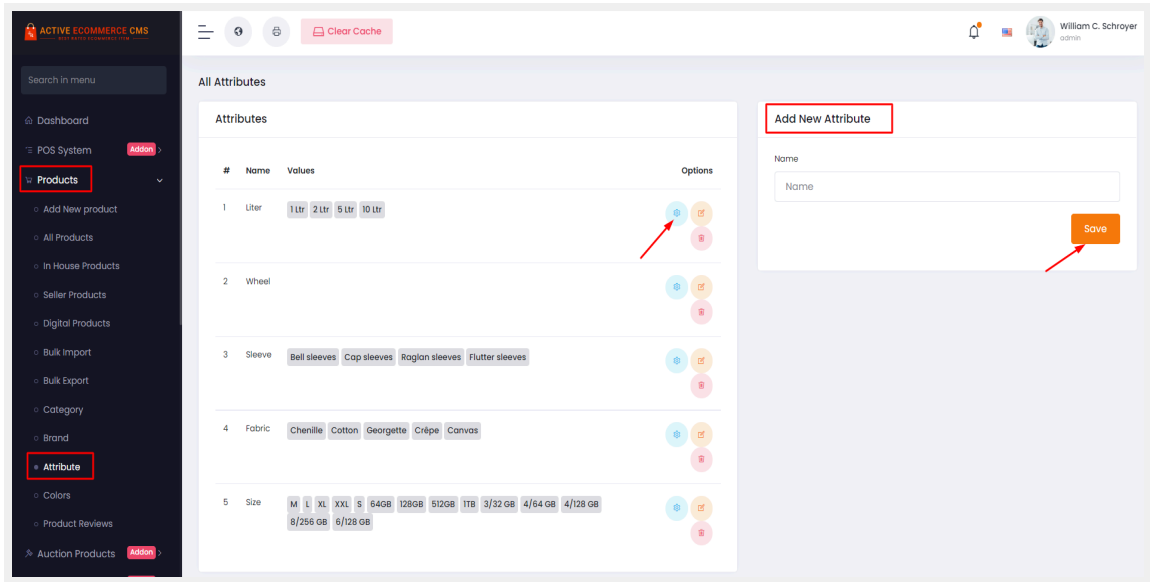 ACTIVE ECOMMERCE CMS
BEST RATED ECOMMERCE ITEM
Clear Cache
William C. Schroyer
admin
Search in menu
Dashboard
POS System Addon
Products
Add New product
All Products
In House Products
Seller Products
Digital Products
Bulk Import
Bulk Export
Category
Brand
Attribute
Colors
Product Reviews
Auction Products Addon
All Attributes
Attributes
# Name Values Options
1 Liter 1 Ltr 2 Ltr 5 Ltr 10 Ltr
2 Wheel
3 Sleeve Bell sleeves Cap sleeves Raglan sleeves Flutter sleeves
4 Fabric Chenille Cotton Georgette Crêpe Canvas
5 Size M L XL XXL S 64GB 128GB 512GB 1TB 3/32 GB 4/64 GB 4/128 GB
8/256 GB 6/128 GB
Add New Attribute
Name
Name
Save